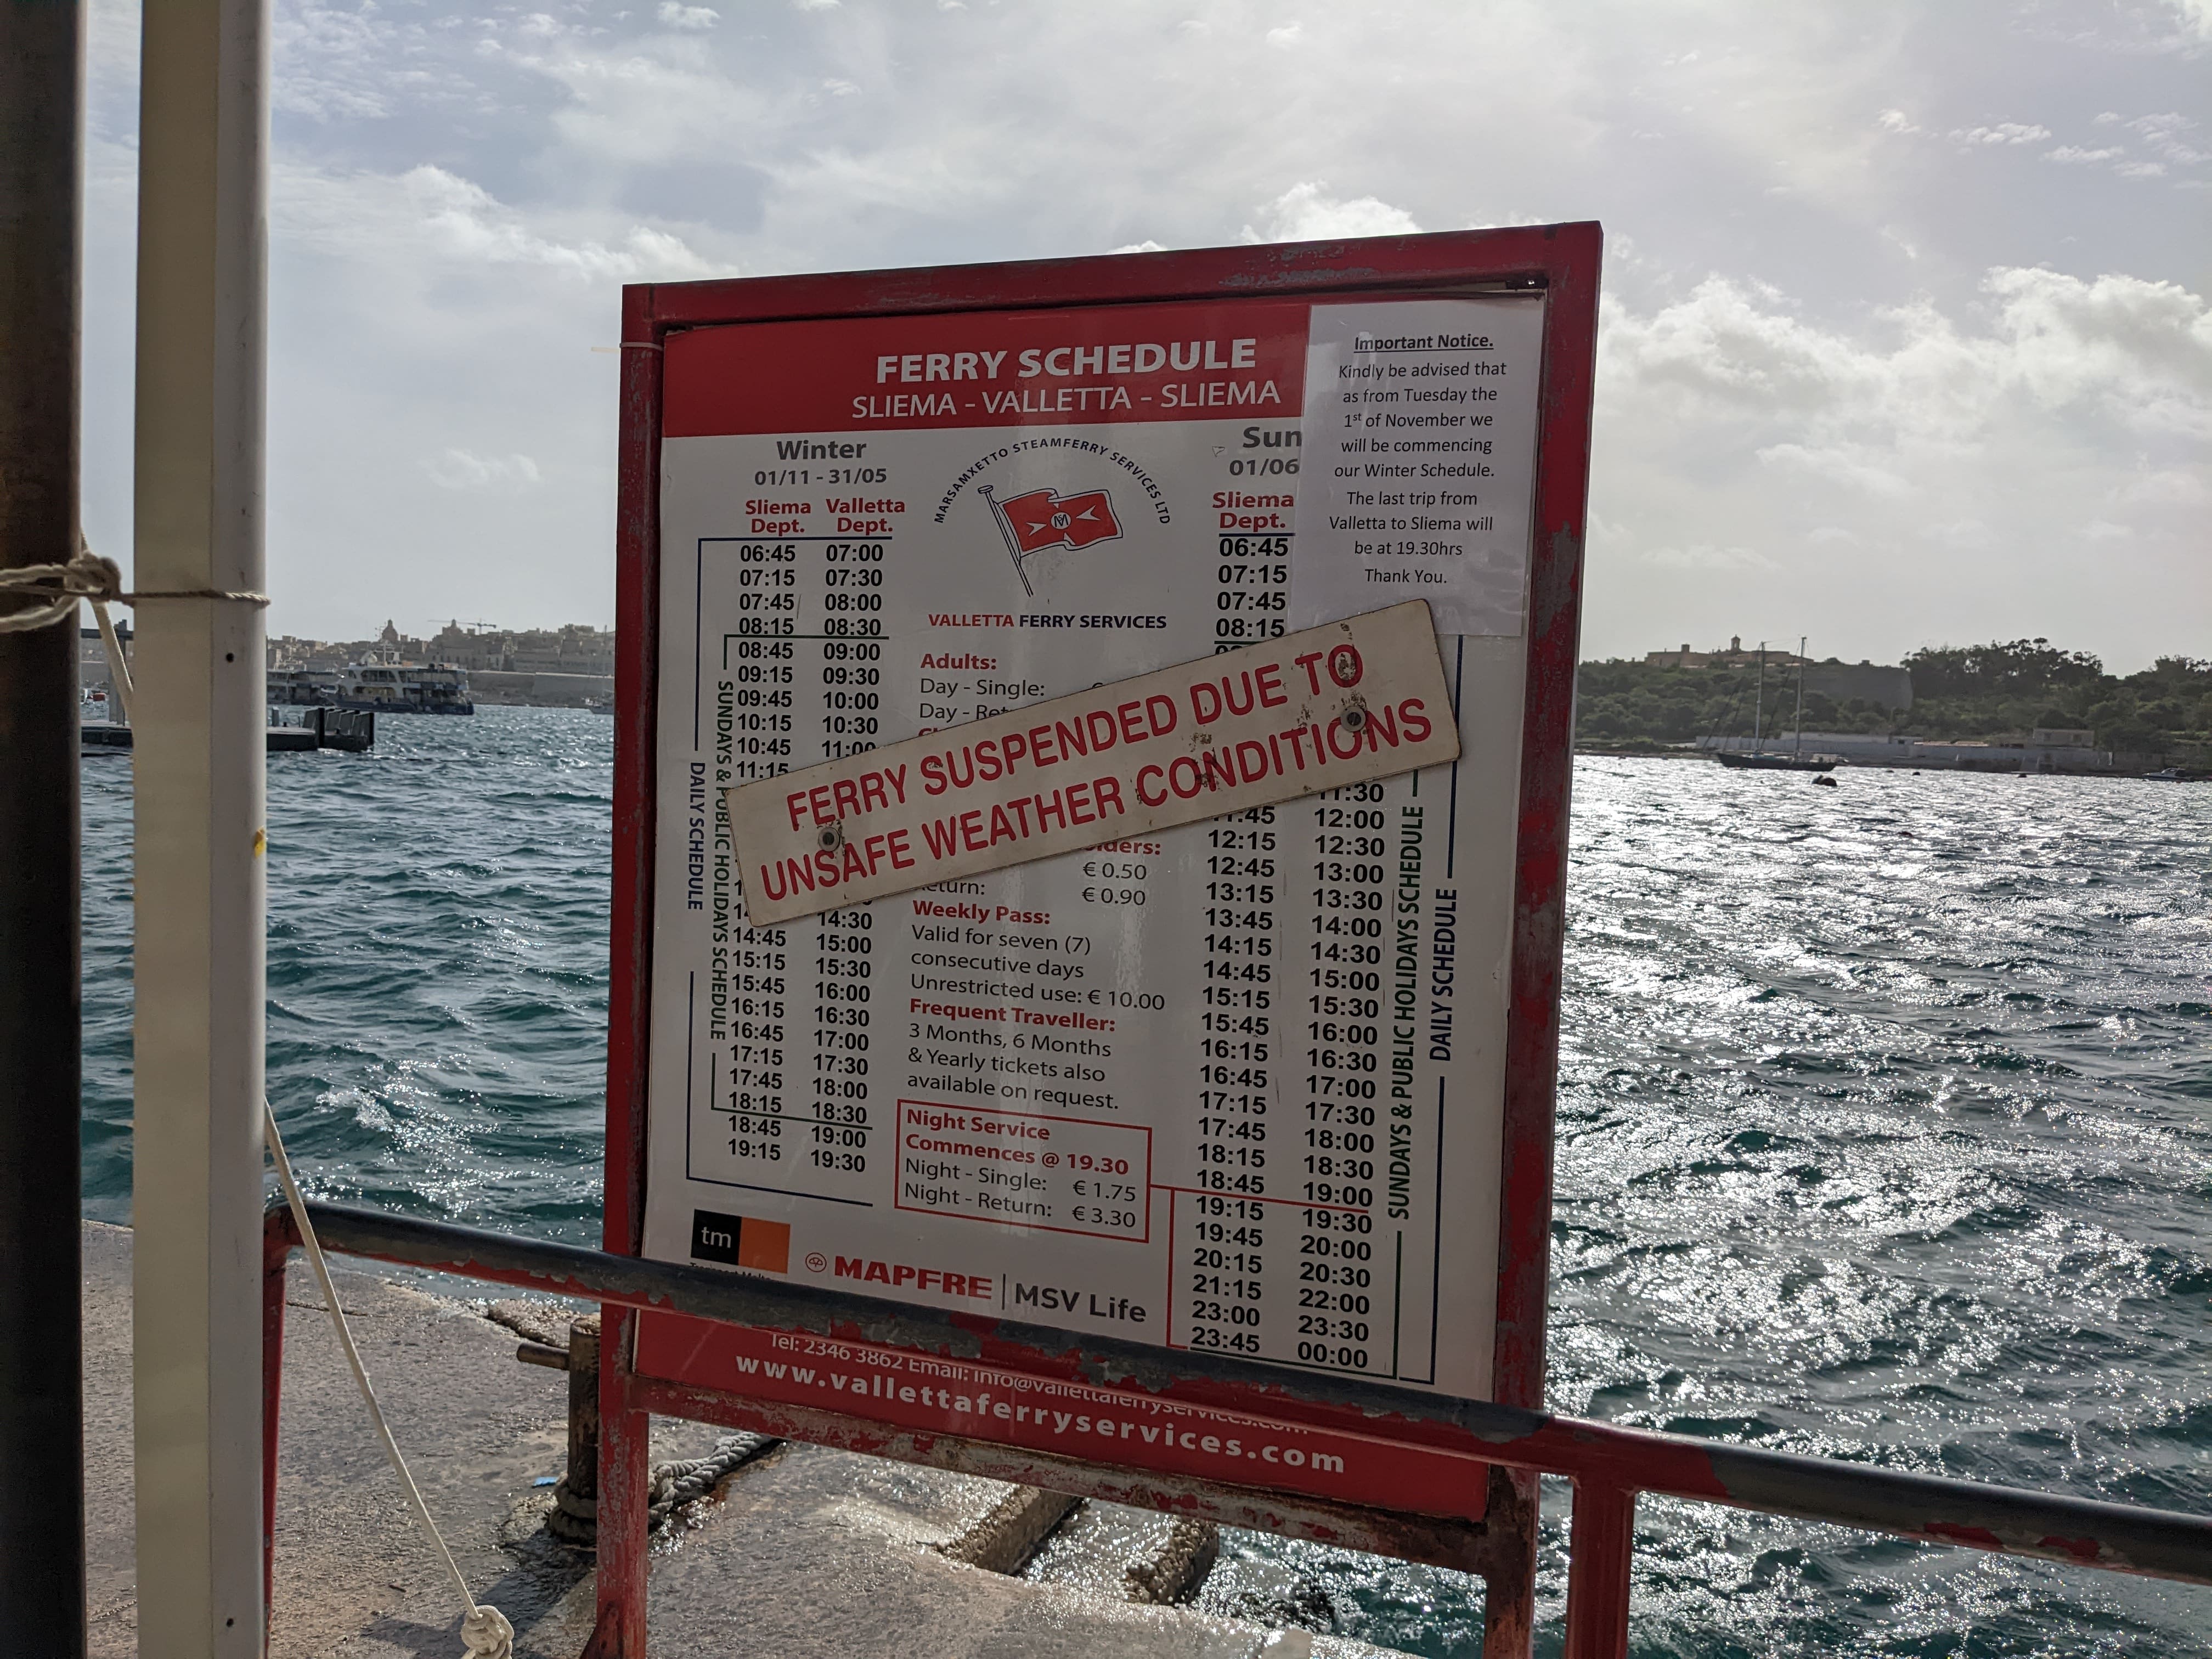 FERRY SCHEDULE
SLIEMA - VALLETTA - SLIEMA
Important Notice.
Kindly be advised that
as from Tuesday the
1st of November we
will be commencing
our Winter Schedule.
The last trip from
Valletta to Sliema will
be at 19.30hrs
Thank You.
Winter
01/11 - 31/05
Sliema Valletta
Dept. Dept.
06:45 07:00
07:15 07:30
07:45 08:00
08:15 08:30
08:45 09:00
09:15 09:30
09:45 10:00
10:15 10:30
10:45 11:00
11:15
14:30
14:45 15:00
15:15 15:30
15:45 16:00
16:15 16:30
16:45 17:00
17:15 17:30
17:45 18:00
18:15 18:30
18:45 19:00
19:15 19:30
DAILY SCHEDULE
SUNDAYS & PUBLIC HOLIDAYS SCHEDULE
MARSAMXETTO STEAMFERRY SERVICES LTD
VALLETTA FERRY SERVICES
Adults:
Day - Single:
Day -
FERRY SUSPENDED DUE TO
UNSAFE WEATHER CONDITIONS
€ 0.50
€ 0.90
Weekly Pass:
Valid for seven (7)
consecutive days
Unrestricted use: € 10.00
Frequent Traveller:
3 Months, 6 Months
& Yearly tickets also
available on request.
Night Service
Commences @ 19.30
Night - Single: € 1.75
Night - Return: € 3.30
Sun
01/06
Sliema
Dept.
06:45
07:15
07:45
08:15
11:30
11:45 12:00
12:15 12:30
12:45 13:00
13:15 13:30
13:45 14:00
14:15 14:30
14:45 15:00
15:15 15:30
15:45 16:00
16:15 16:30
16:45 17:00
17:15 17:30
17:45 18:00
18:15 18:30
18:45 19:00
19:15 19:30
19:45 20:00
20:15 20:30
21:15 22:00
23:00 23:30
23:45 00:00
SUNDAYS & PUBLIC HOLIDAYS SCHEDULE
DAILY SCHEDULE
tm
MAPFRE | MSV Life
Tel: 2346 3862 Email: info@vallettaferryservices.com
www.vallettaferryservices.com